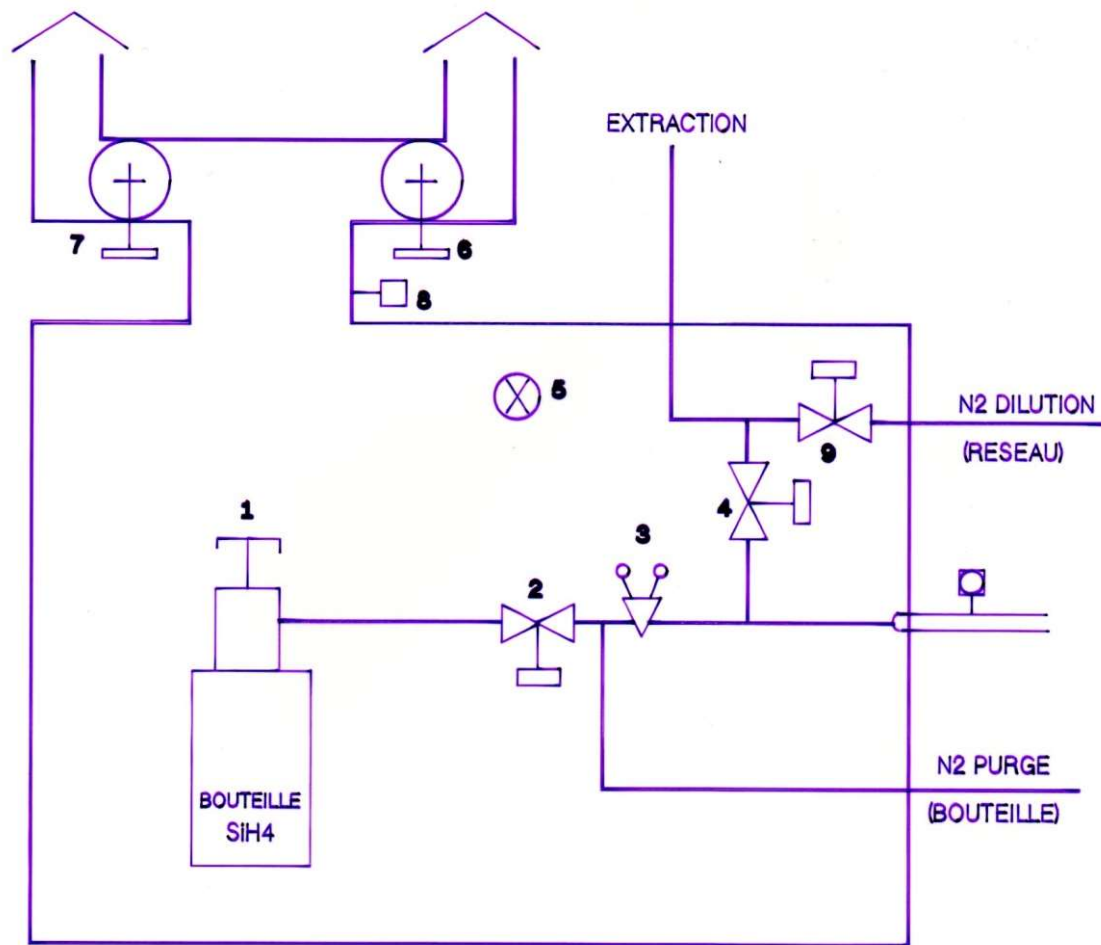 EXTRACTION
7
6
8
5
N2 DILUTION
(RESEAU)
9
4
1
3
2
N2 PURGE
(BOUTEILLE)
BOUTEILLE
SiH4